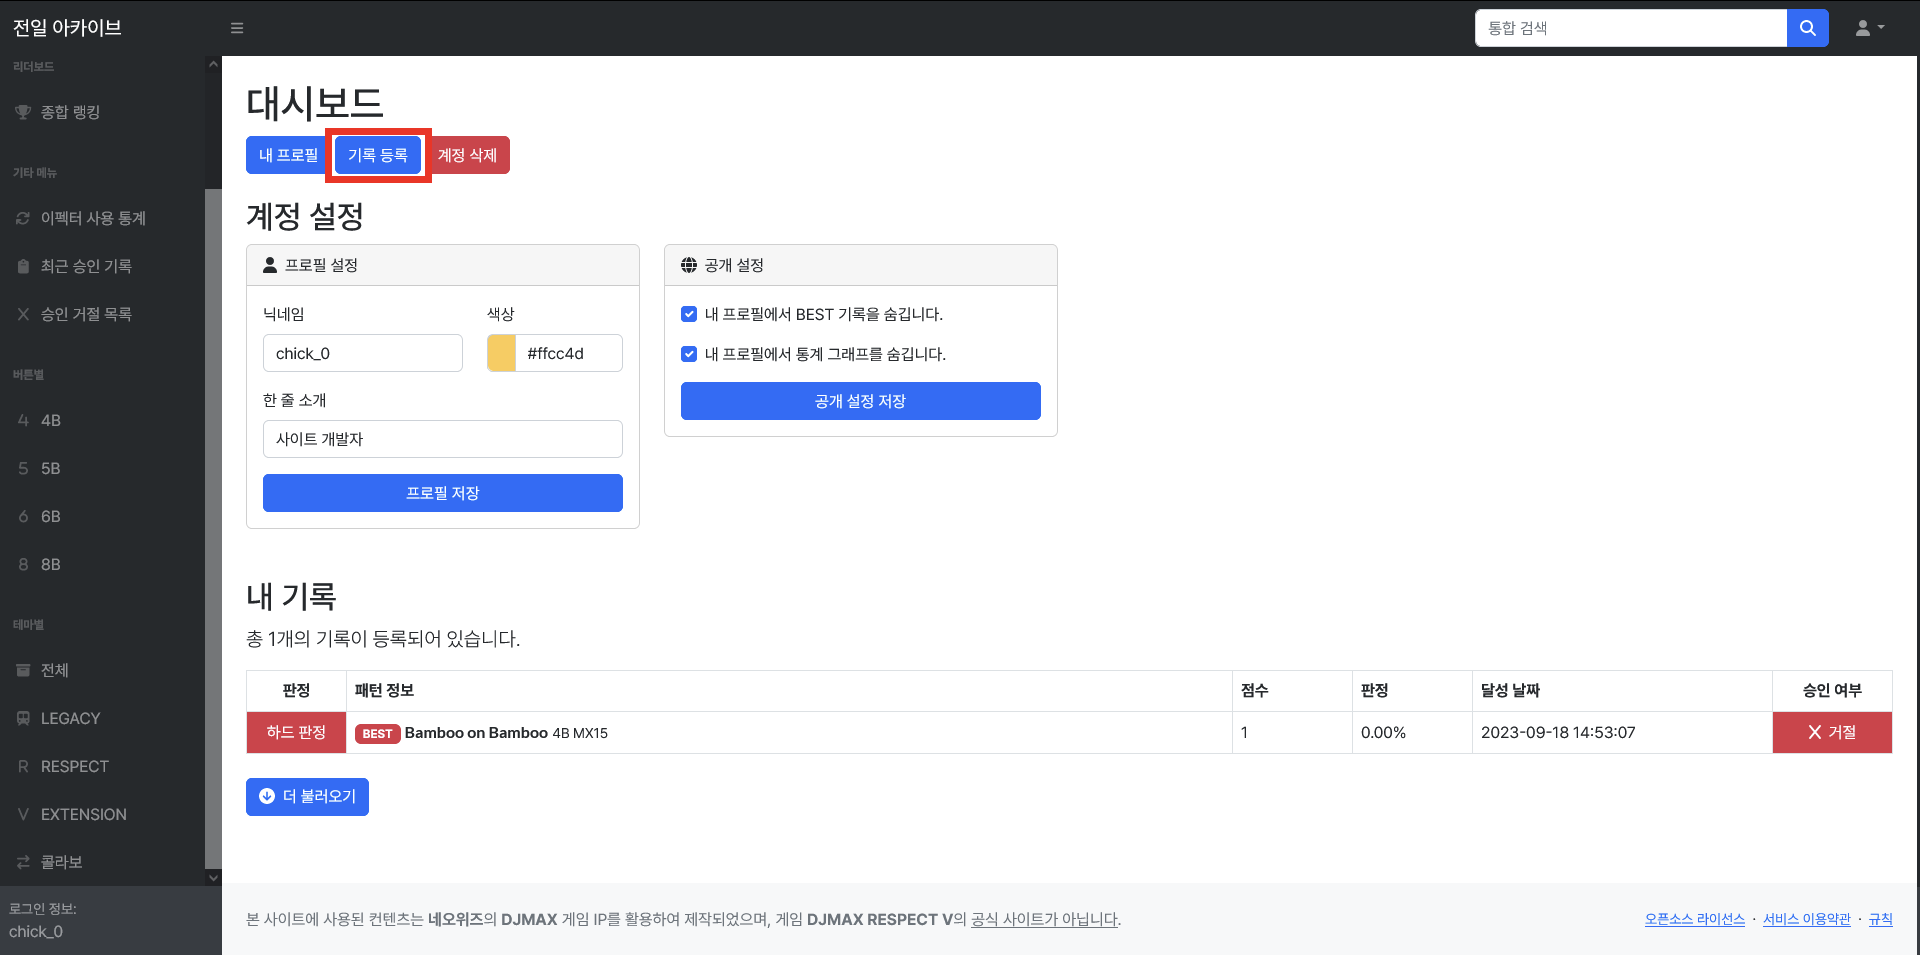 전일 아카이브
통합 검색
리더보드
종합 랭킹
기타 메뉴
이펙터 사용 통계
최근 승인 기록
승인 거절 목록
버튼별
4 4B
5 5B
6 6B
8 8B
테마별
전체
LEGACY
R RESPECT
V EXTENSION
콜라보
로그인 정보:
chick_0
대시보드
내 프로필 기록 등록 계정 삭제
계정 설정
프로필 설정
닉네임 색상
chick_0 #ffcc4d
한 줄 소개
사이트 개발자
프로필 저장
공개 설정
내 프로필에서 BEST 기록을 숨깁니다.
내 프로필에서 통계 그래프를 숨깁니다.
공개 설정 저장
내 기록
총 1개의 기록이 등록되어 있습니다.
판정 패턴 정보 점수 판정 달성 날짜 승인 여부
하드 판정 BEST Bamboo on Bamboo 4B MX15 1 0.00% 2023-09-18 14:53:07 거절
더 불러오기
본 사이트에 사용된 컨텐츠는 네오위즈의 DJMAX 게임 IP를 활용하여 제작되었으며, 게임 DJMAX RESPECT V의 공식 사이트가 아닙니다.
오픈소스 라이선스 · 서비스 이용약관 · 규칙